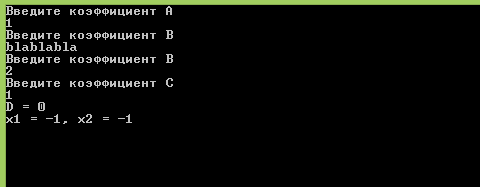 Введите коэффициент A
1
Введите коэффициент B
blablabla
Введите коэффициент B
2
Введите коэффициент C
1
D = 0
x1 = -1, x2 = -1